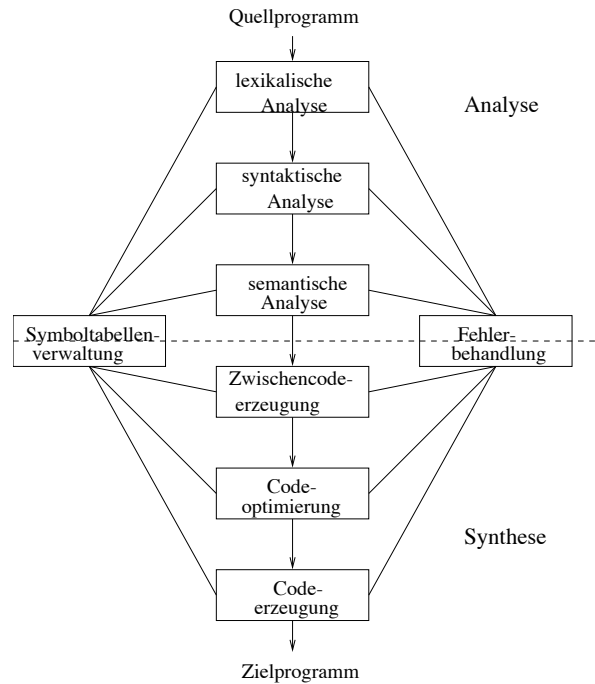 Quellprogramm
lexikalische
Analyse
Analyse
syntaktische
Analyse
semantische
Analyse
Symboltabellen-
verwaltung
Fehler-
behandlung
Zwischencode-
erzeugung
Code-
optimierung
Synthese
Code-
erzeugung
Zielprogramm